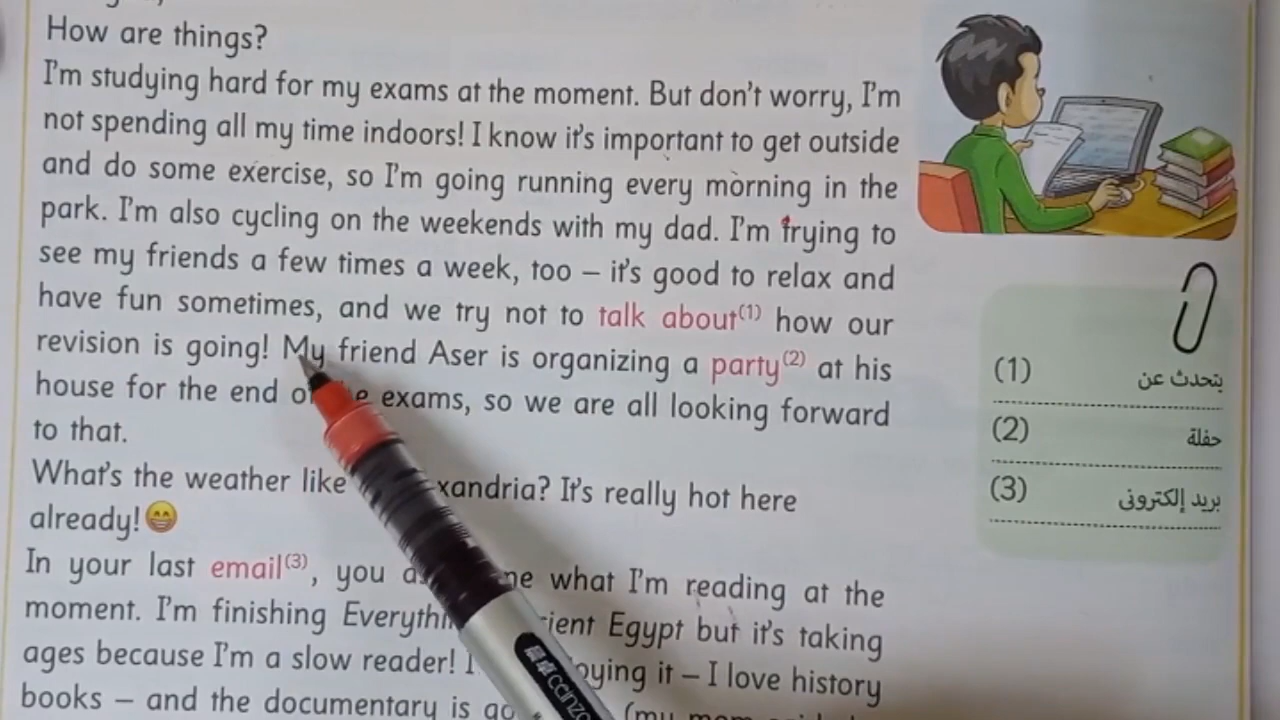 How are things?
I'm studying hard for my exams at the moment. But don't worry, I'm
not spending all my time indoors! I know it's important to get outside
and do some exercise, so I'm going running every morning in the
park. I'm also cycling on the weekends with my dad. I'm trying to
see my friends a few times a week, too – it's good to relax and
have fun sometimes, and we try not to talk about(1) how our
revision is going! My friend Aser is organizing a party(2) at his
house for the end of the exams, so we are all looking forward
to that.
What's the weather like xandria? It's really hot here
already!😁
In your last email(3), you what I'm reading at the
moment. I'm finishing Egypt but it's taking
ages because I'm a slow reader! it – I love history
books – and the documentary is (my mom
(1) يتحدث عن
(2) حفلة
(3) بريد إلكترونى